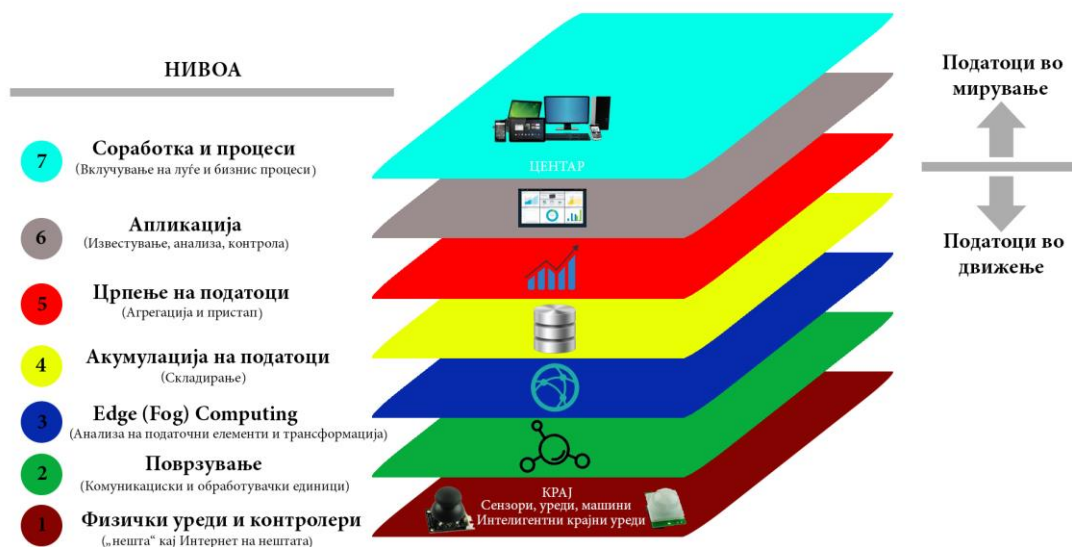 НИВОА
7
Соработка и процеси
(Вклучување на луѓе и бизнис процеси)
6
Апликација
(Известување, анализа, контрола)
5
Црпење на податоци
(Агрегација и пристап)
4
Акумулација на податоци
(Складирање)
3
Edge (Fog) Computing
(Анализа на податочни елементи и трансформација)
2
Поврзување
(Комуникациски и обработувачки единици)
1
Физички уреди и контролери
(„нешта“ кај Интернет на нештата)
ЦЕНТАР
КРАЈ
Сензори, уреди, машини
Интелигентни крајни уреди
Податоци во
мирување
Податоци во
движење